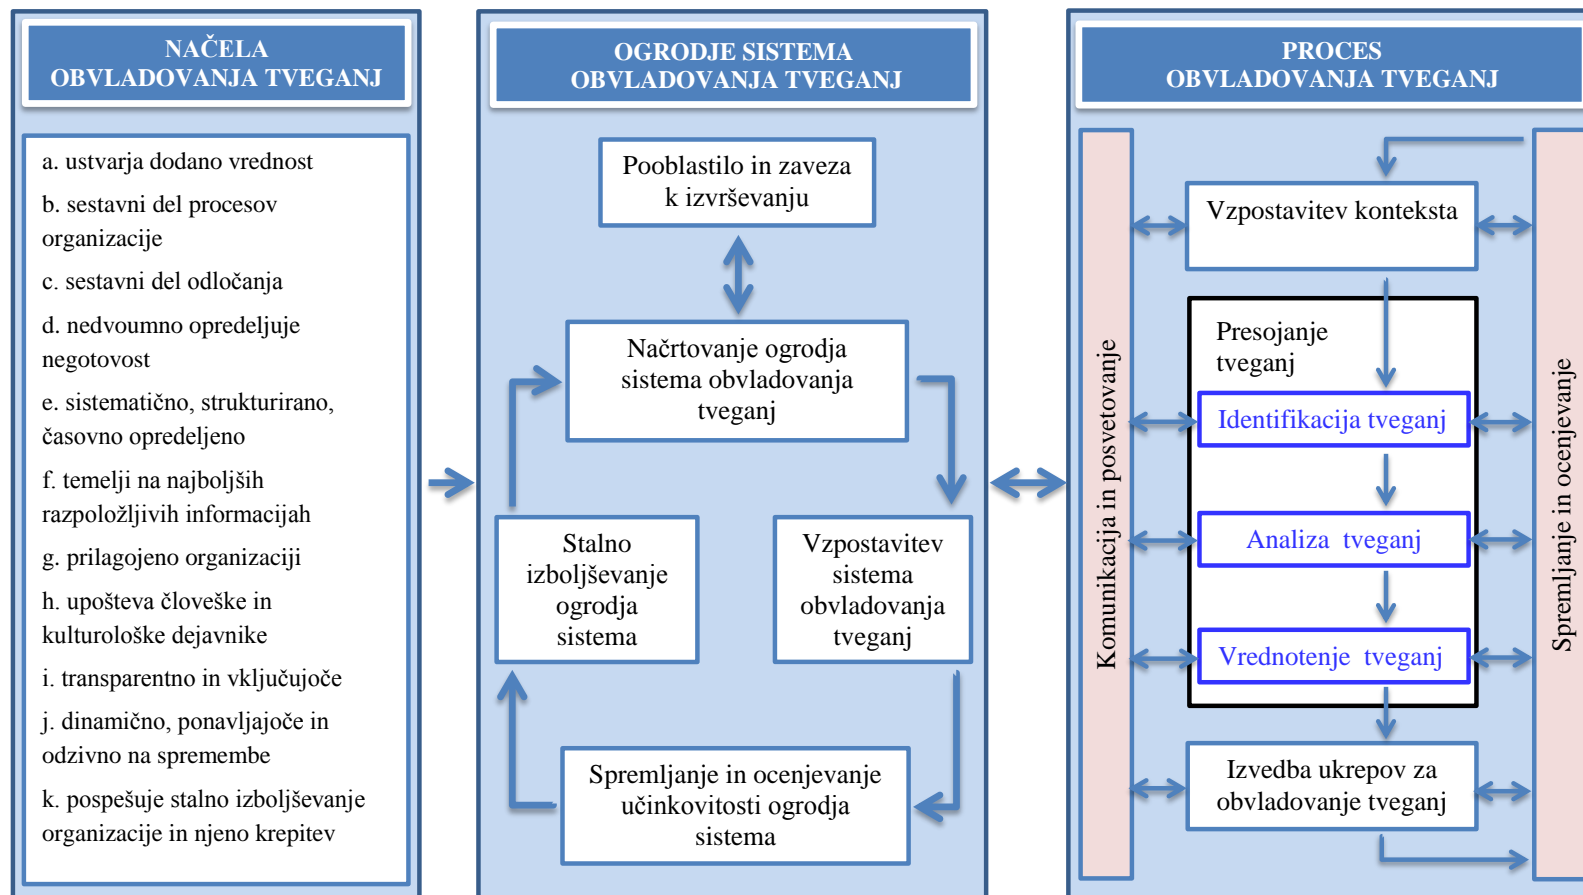 NAČELA
OBVLADOVANJA TVEGANJ
a. ustvarja dodano vrednost
b. sestavni del procesov
organizacije
c. sestavni del odločanja
d. nedvoumno opredeljuje
negotovost
e. sistematično, strukturirano,
časovno opredeljeno
f. temelji na najboljših
razpoložljivih informacijah
g. prilagojeno organizaciji
h. upošteva človeške in
kulturološke dejavnike
i. transparentno in vključujoče
j. dinamično, ponavljajoče in
odzivno na spremembe
k. pospešuje stalno izboljševanje
organizacije in njeno krepitev
OGRODJE SISTEMA
OBVLADOVANJA TVEGANJ
Pooblastilo in zaveza
k izvrševanju
Načrtovanje ogrodja
sistema obvladovanja
tveganj
Stalno
izboljševanje
ogrodja
sistema
Vzpostavitev
sistema
obvladovanja
tveganj
Spremljanje in ocenjevanje
učinkovitosti ogrodja
sistema
PROCES
OBVLADOVANJA TVEGANJ
Komunikacija in posvetovanje
Vzpostavitev konteksta
Presojanje
tveganj
Identifikacija tveganj
Analiza tveganj
Vrednotenje tveganj
Izvedba ukrepov za
obvladovanje tveganj
Spremljanje in ocenjevanje